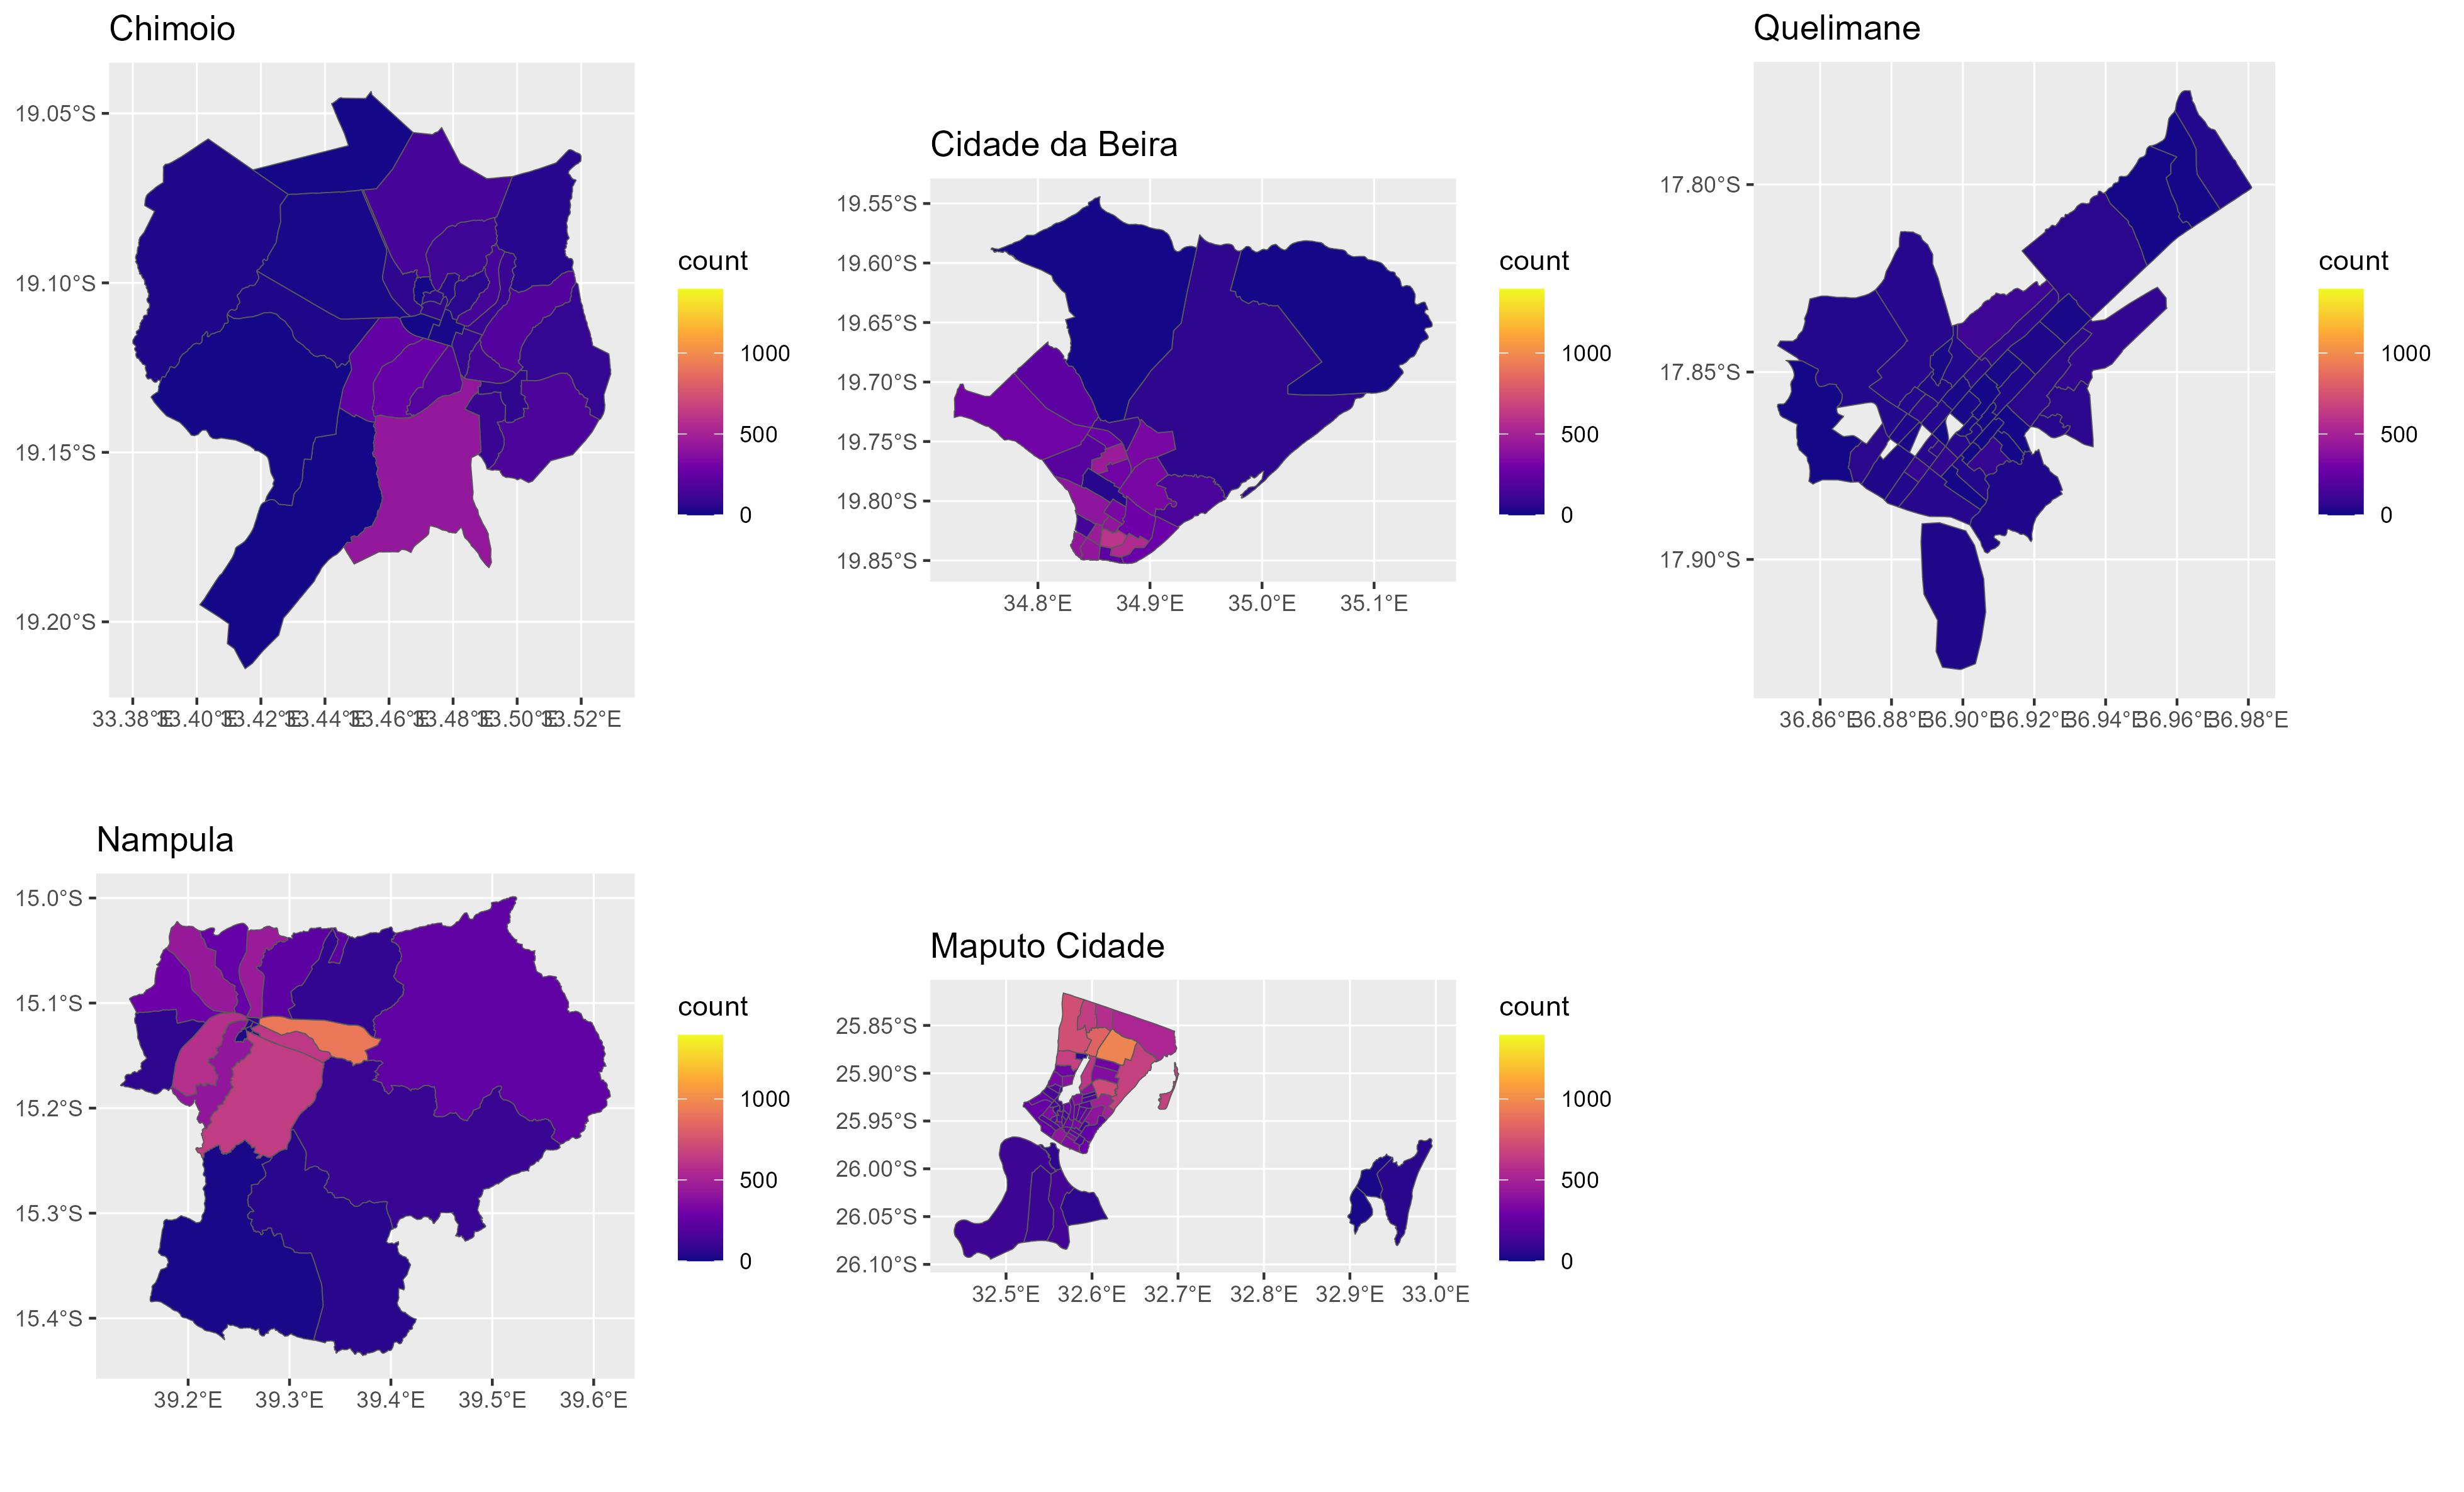 Chimoio
19.05°S
19.10°S
19.15°S
19.20°S
33.38°E 33.40°E 33.42°E 33.44°E 33.46°E 33.48°E 33.50°E 33.52°E
count
1000
500
0
Cidade da Beira
19.55°S
19.60°S
19.65°S
19.70°S
19.75°S
19.80°S
19.85°S
34.8°E 34.9°E 35.0°E 35.1°E
count
1000
500
0
Quelimane
17.80°S
17.85°S
17.90°S
36.86°E 36.88°E 36.90°E 36.92°E 36.94°E 36.96°E 36.98°E
count
1000
500
0
Nampula
15.0°S
15.1°S
15.2°S
15.3°S
15.4°S
39.2°E 39.3°E 39.4°E 39.5°E 39.6°E
count
1000
500
0
Maputo Cidade
25.85°S
25.90°S
25.95°S
26.00°S
26.05°S
26.10°S
32.5°E 32.6°E 32.7°E 32.8°E 32.9°E 33.0°E
count
1000
500
0